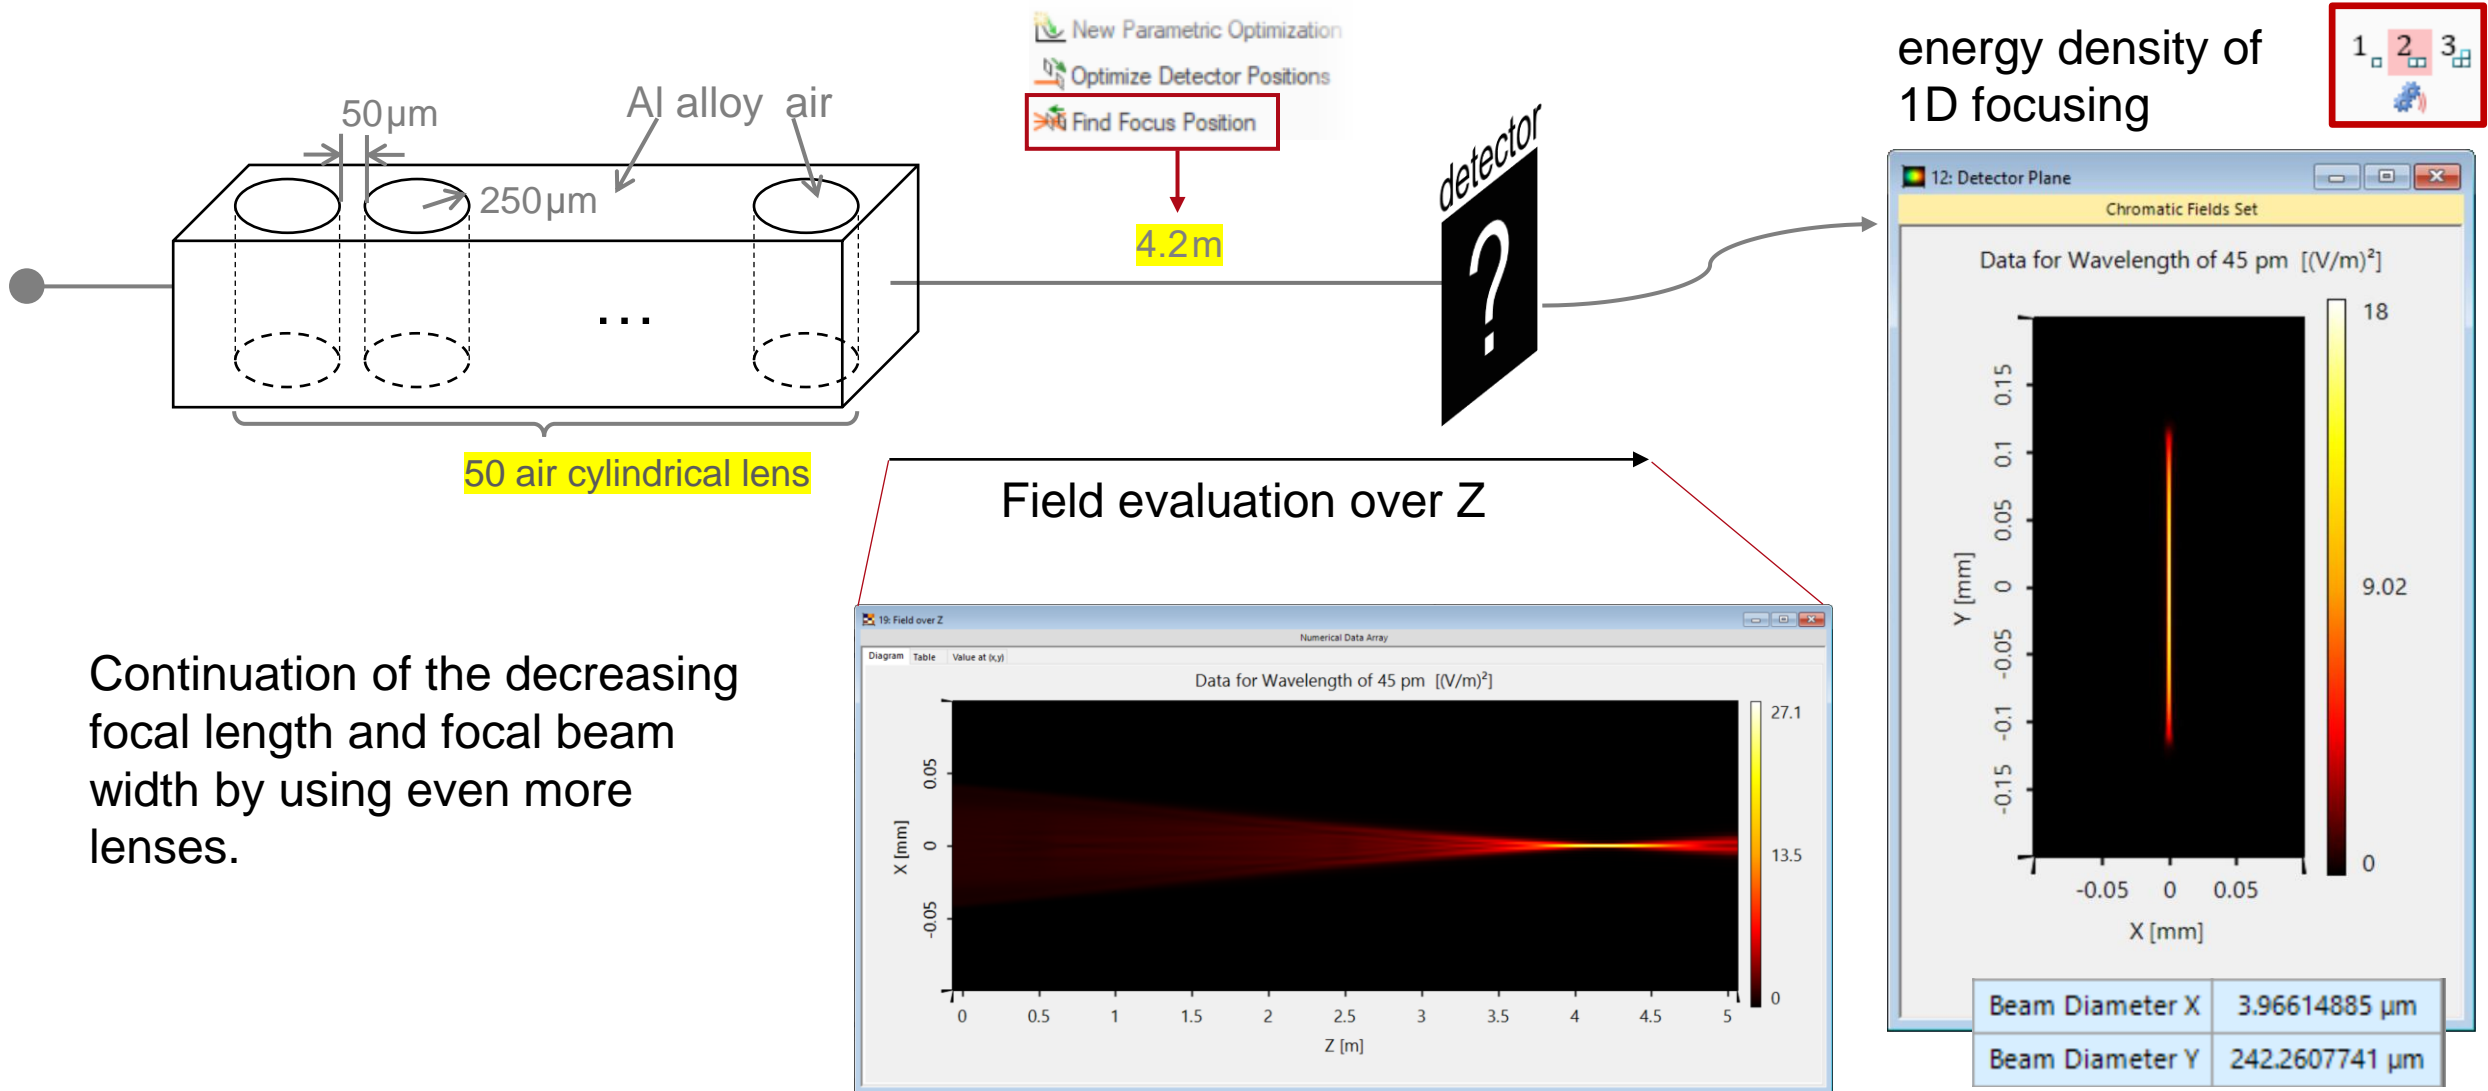 New Parametric Optimization
Optimize Detector Positions
Find Focus Position
50µm
Al alloy air
250µm
4.2m
detector
?
...
50 air cylindrical lens
Field evaluation over Z
energy density of
1D focusing
1 2 3
12: Detector Plane
Chromatic Fields Set
Data for Wavelength of 45 pm [(V/m)²]
18
9.02
0
0.15
0.1
0.05
0
-0.05
-0.1
-0.15
Y [mm]
-0.05 0 0.05
X [mm]
Beam Diameter X 3.96614885 µm
Beam Diameter Y 242.2607741 µm
Continuation of the decreasing
focal length and focal beam
width by using even more
lenses.
19: Field over Z
Numerical Data Array
Diagram Table Value at (x,y)
Data for Wavelength of 45 pm [(V/m)²]
27.1
13.5
0
0.05
0
-0.05
X [mm]
0 0.5 1 1.5 2 2.5 3 3.5 4 4.5 5
Z [m]